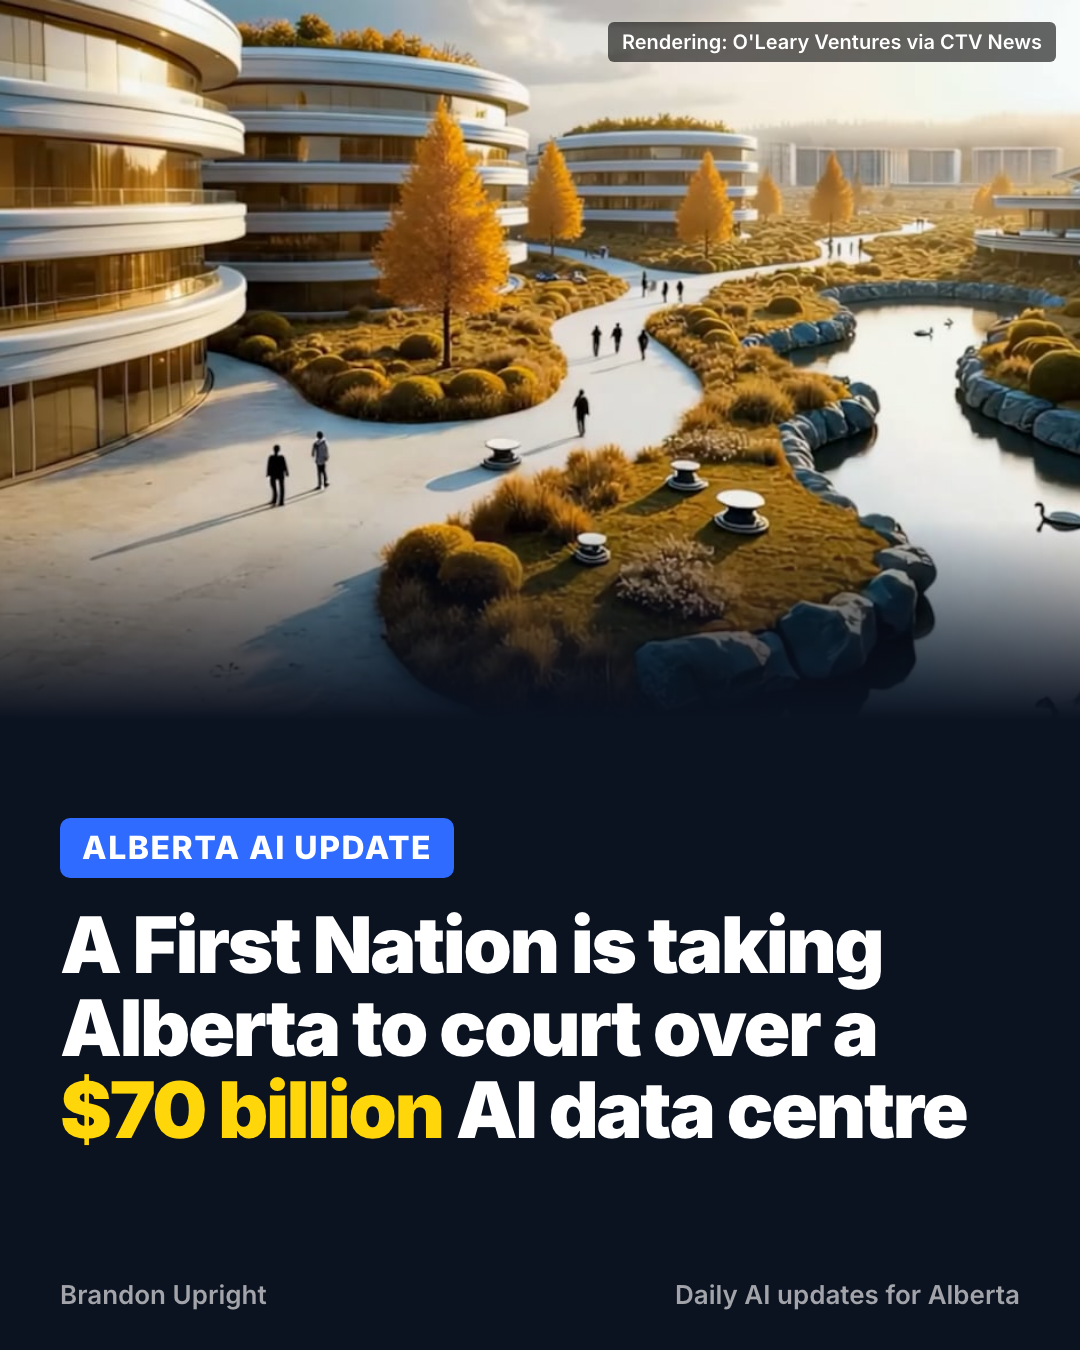 Rendering: O'Leary Ventures via CTV News
ALBERTA AI UPDATE
A First Nation is taking
Alberta to court over a
$70 billion AI data centre
Brandon Upright
Daily AI updates for Alberta